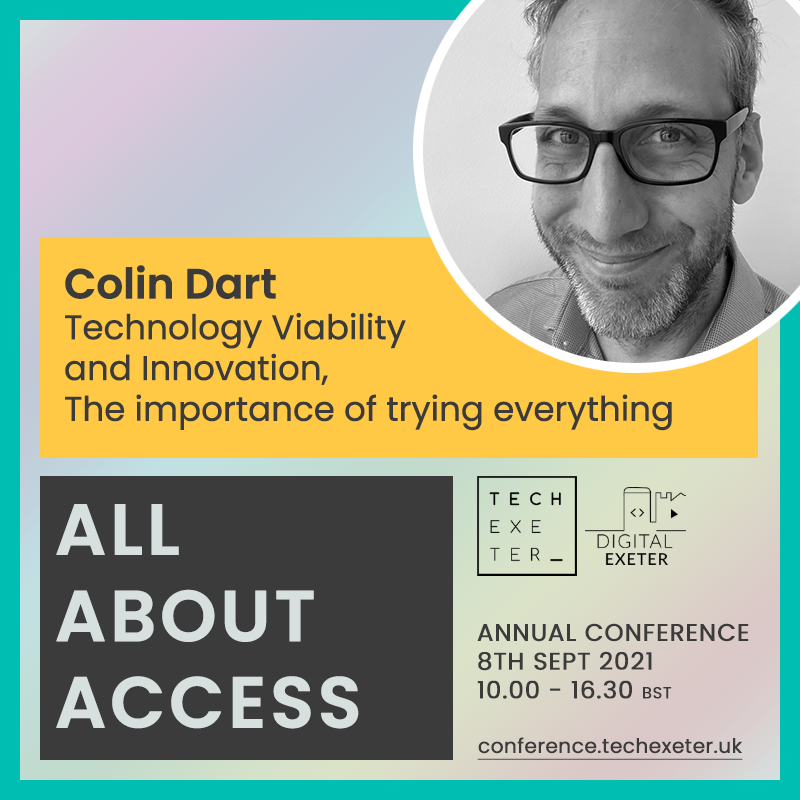 Colin Dart
Technology Viability
and Innovation,
The importance of trying everything
ALL
ABOUT
ACCESS
TECH
EXE
TER_
<>
DIGITAL
EXETER
ANNUAL CONFERENCE
8TH SEPT 2021
10.00 - 16.30 BST
conference.techexeter.uk